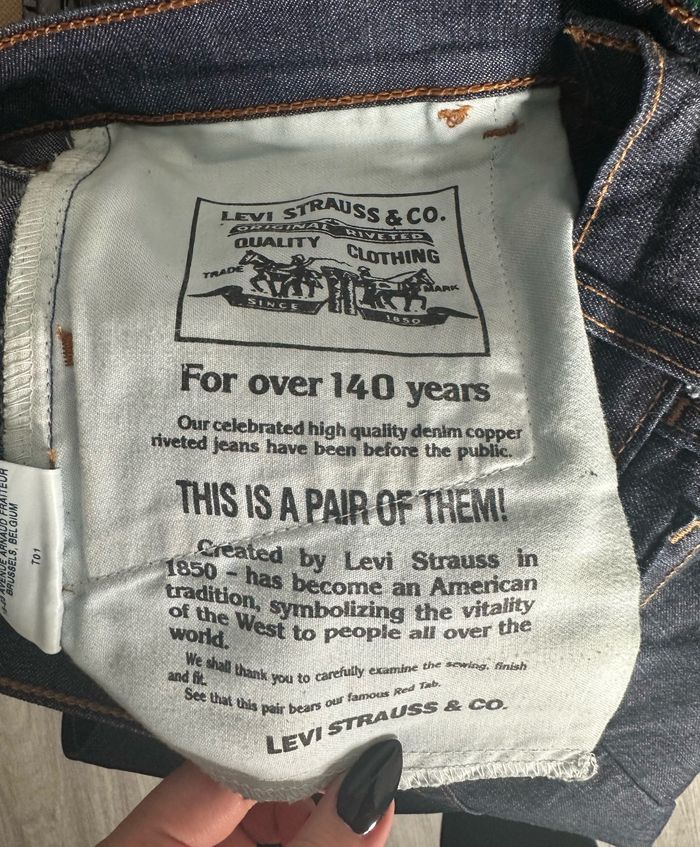 LEVI STRAUSS & CO.
ORIGINAL RIVETED
QUALITY CLOTHING
TRADE MARK
SINCE 1850
For over 140 years
Our celebrated high quality denim copper
riveted jeans have been before the public.
THIS IS A PAIR OF THEM!
Created by Levi Strauss in
1850 – has become an American
tradition, symbolizing the vitality
of the West to people all over the
world.
We shall thank you to carefully examine the sewing, finish
and fit.
See that this pair bears our famous Red Tab.
LEVI STRAUSS & CO.
AVENUE ARNAUD FRAITEUR
BRUSSELS, BELGIUM
T01